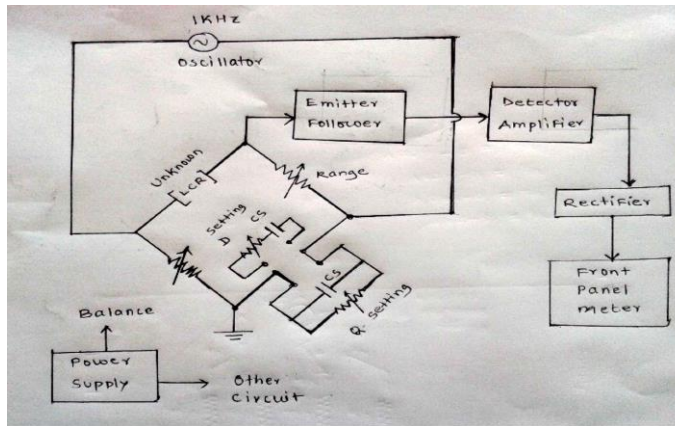 1KHz
Oscillator
Emitter
Follower
Detector
Amplifier
Unknown
LCR
Range
Rectifier
Setting
D
CS
CS
Setting
Q-
Front
Panel
meter
Balance
Power
Supply
Other
Circuit